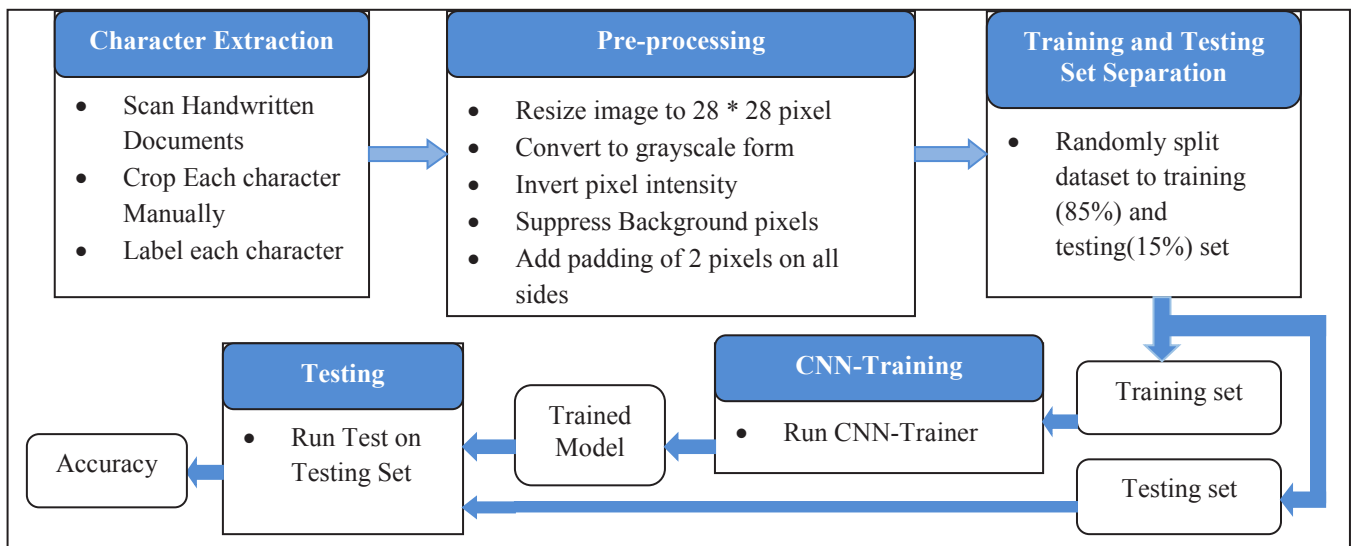 Character Extraction
• Scan Handwritten
Documents
• Crop Each character
Manually
• Label each character
Pre-processing
• Resize image to 28 * 28 pixel
• Convert to grayscale form
• Invert pixel intensity
• Suppress Background pixels
• Add padding of 2 pixels on all
sides
Training and Testing
Set Separation
• Randomly split
dataset to training
(85%) and
testing(15%) set
Training set
Testing set
CNN-Training
• Run CNN-Trainer
Trained
Model
Testing
• Run Test on
Testing Set
Accuracy